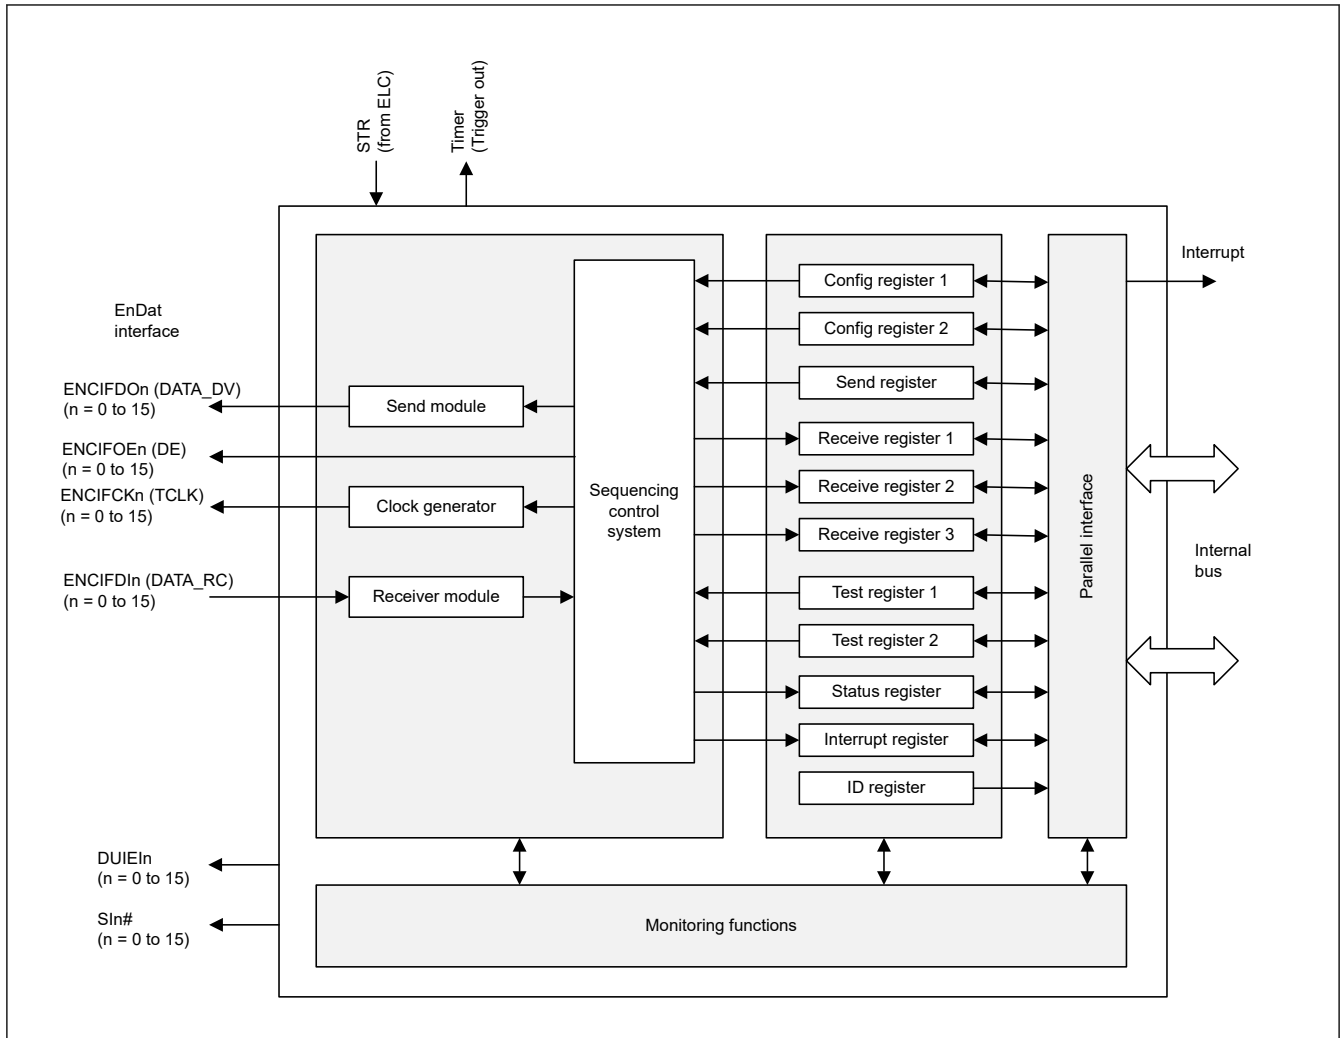 STR
(from ELC)
Timer
(Trigger out)
Interrupt
EnDat
interface
ENCIFDOn (DATA_DV)
(n = 0 to 15)
ENCIFOEn (DE)
(n = 0 to 15)
ENCIFCKn (TCLK)
(n = 0 to 15)
ENCIFDIn (DATA_RC)
(n = 0 to 15)
Send module
Clock generator
Receiver module
Sequencing
control
system
Config register 1
Config register 2
Send register
Receive register 1
Receive register 2
Receive register 3
Test register 1
Test register 2
Status register
Interrupt register
ID register
Parallel interface
Internal
bus
DUIEIn
(n = 0 to 15)
SIn#
(n = 0 to 15)
Monitoring functions